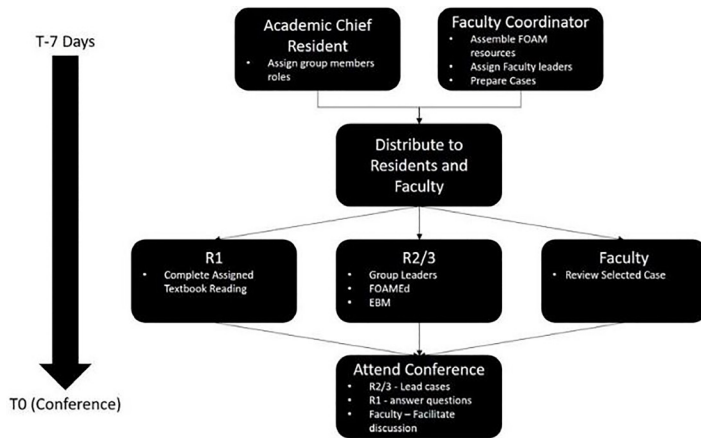 T-7 Days
Academic Chief
Resident
• Assign group members
roles
Faculty Coordinator
• Assemble FOAM
resources
• Assign Faculty leaders
• Prepare Cases
Distribute to
Residents and
Faculty
R1
• Complete Assigned
Textbook Reading
R2/3
• Group Leaders
• FOAMEd
• EBM
Faculty
• Review Selected Case
Attend Conference
• R2/3 - Lead cases
• R1 - answer questions
• Faculty – Facilitate
discussion
T0 (Conference)